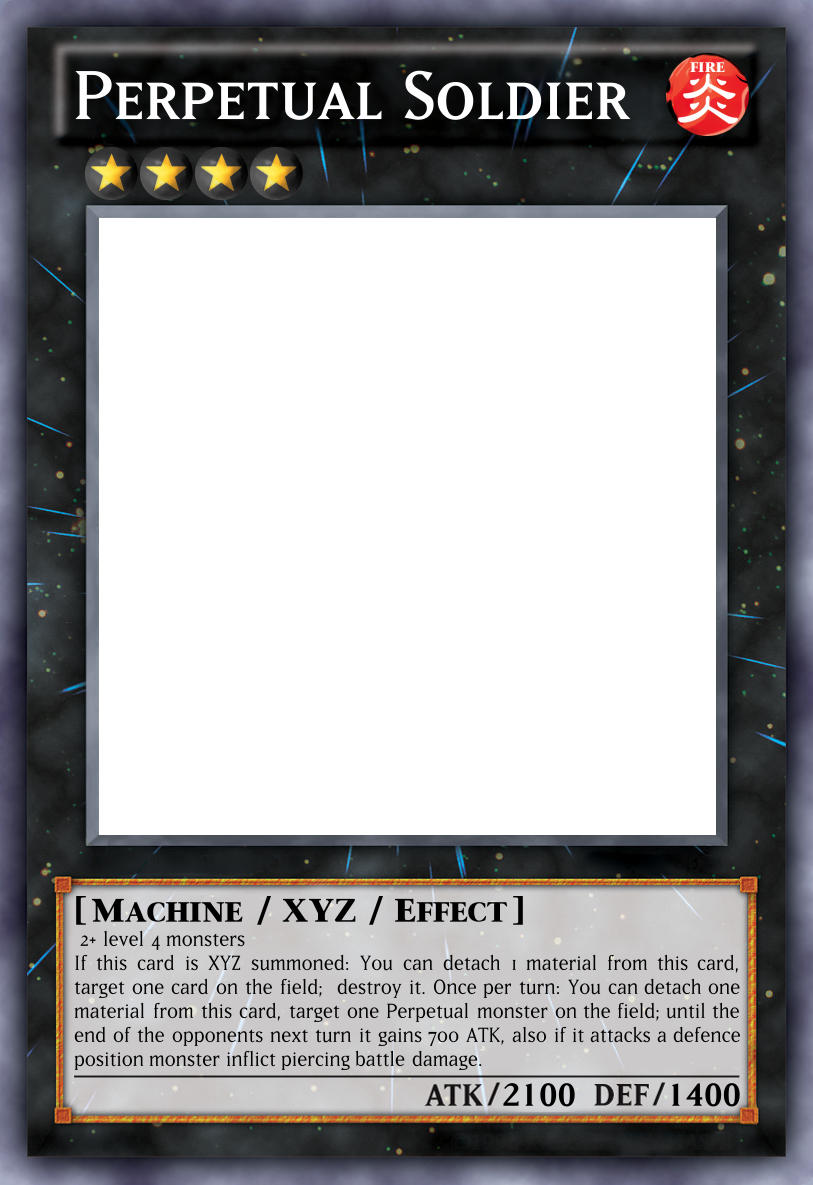 Perpetual Soldier
FIRE
炎
[ Machine / XYZ / Effect ]
2+ level 4 monsters
If this card is XYZ summoned: You can detach 1 material from this card,
target one card on the field; destroy it. Once per turn: You can detach one
material from this card, target one Perpetual monster on the field; until the
end of the opponents next turn it gains 700 ATK, also if it attacks a defence
position monster inflict piercing battle damage.
ATK/2100 DEF/1400